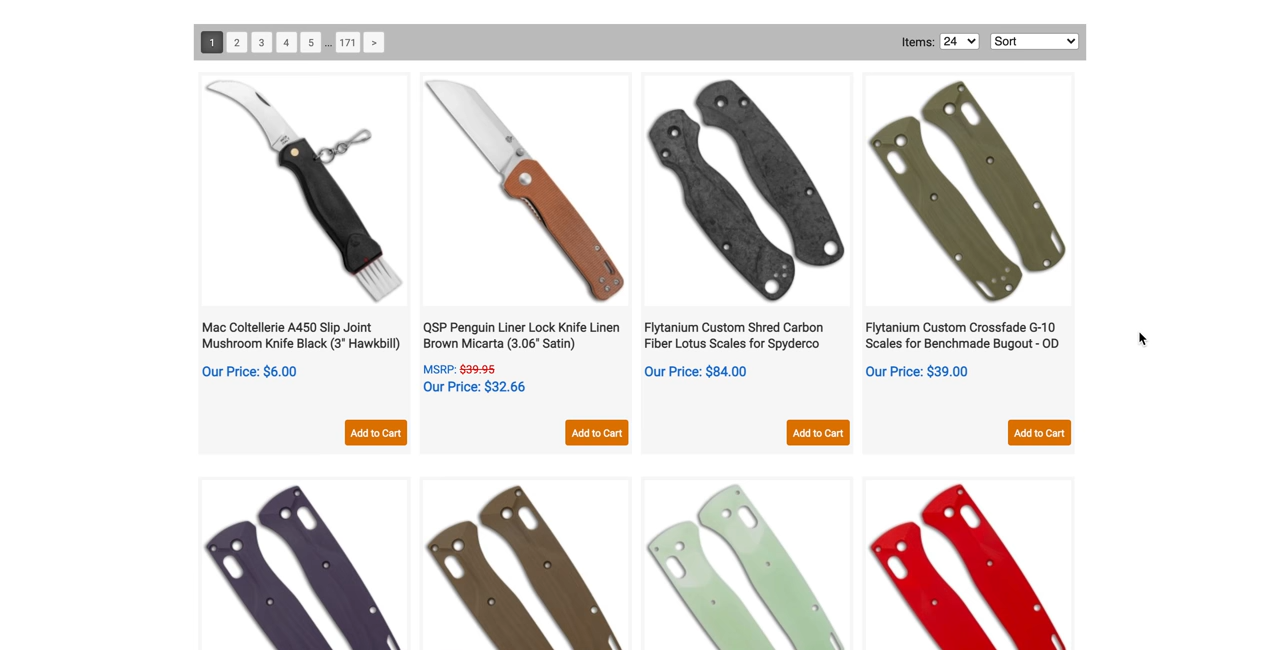 1 2 3 4 5 ... 171 > Items: 24 Sort
Mac Coltellerie A450 Slip Joint
Mushroom Knife Black (3" Hawkbill)
Our Price: $6.00
Add to Cart
QSP Penguin Liner Lock Knife Linen
Brown Micarta (3.06" Satin)
MSRP: $39.95
Our Price: $32.66
Add to Cart
Flytanium Custom Shred Carbon
Fiber Lotus Scales for Spyderco
Our Price: $84.00
Add to Cart
Flytanium Custom Crossfade G-10
Scales for Benchmade Bugout - OD
Our Price: $39.00
Add to Cart